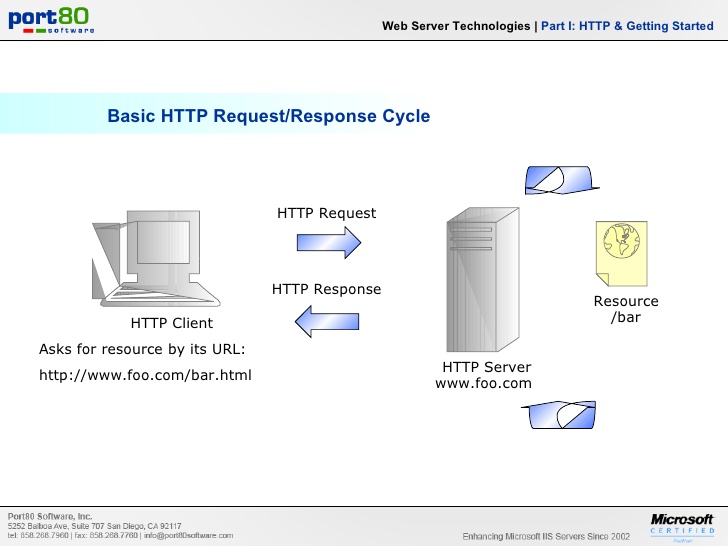 port80
software
Web Server Technologies | Part I: HTTP & Getting Started
Basic HTTP Request/Response Cycle
HTTP Request
HTTP Response
HTTP Client
Asks for resource by its URL:
http://www.foo.com/bar.html
HTTP Server
www.foo.com
Resource
/bar
Port80 Software, Inc.
5252 Balboa Ave, Suite 707 San Diego, CA 92117
tel: 858.268.7960 | fax: 858.268.7760 | info@port80software.com
Enhancing Microsoft IIS Servers Since 2002
Microsoft
CERTIFIED
Partner